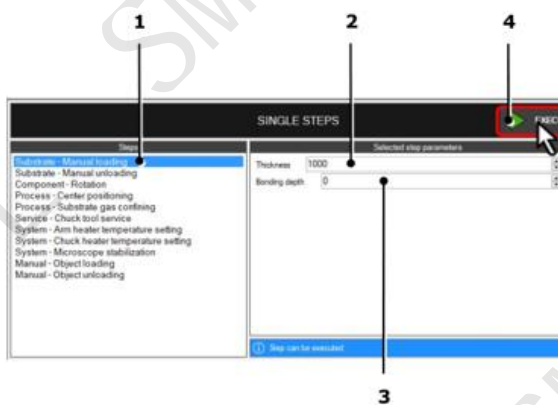 1 2 4
SINGLE STEPS EXEC
Steps Selected step parameters
Substrate - Manual loading
Substrate - Manual unloading
Component - Rotation
Process - Center positioning
Process - Substrate gas confining
Service - Chuck tool service
System - Arm heater temperature setting
System - Chuck heater temperature setting
System - Microscope stabilization
Manual - Object loading
Manual - Object unloading
Thickness 1000
Bonding depth 0
Step can be executed
3